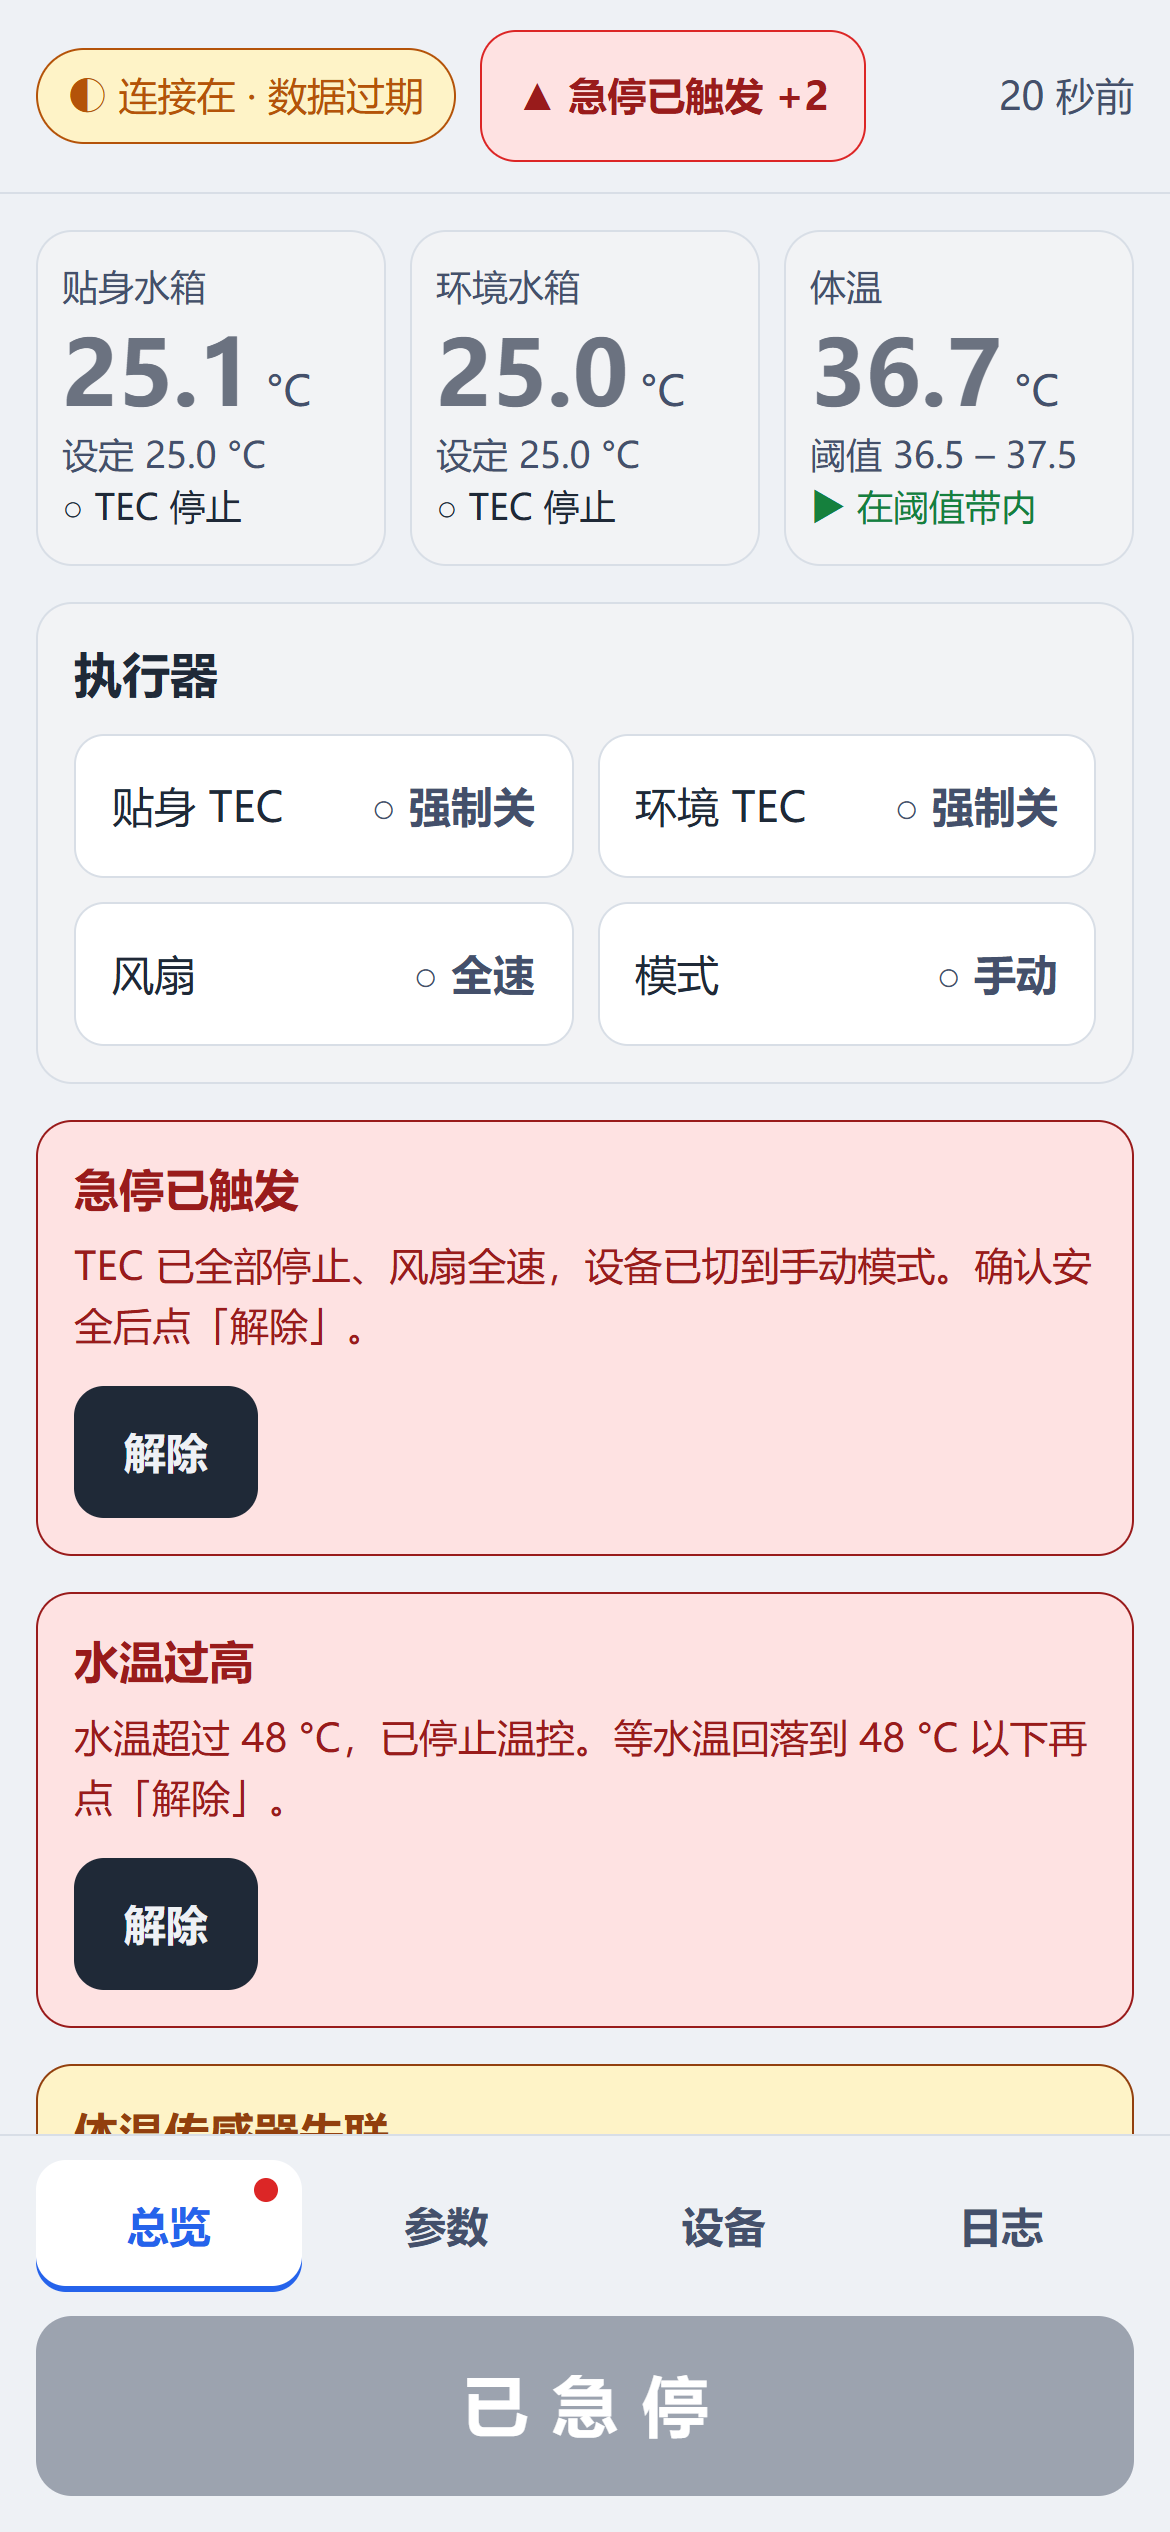 ◐ 连接在 · 数据过期
▲ 急停已触发 +2
20 秒前
贴身水箱
25.1 °C
设定 25.0 °C
○ TEC 停止
环境水箱
25.0 °C
设定 25.0 °C
○ TEC 停止
体温
36.7 °C
阈值 36.5 – 37.5
▶ 在阈值带内
执行器
贴身 TEC ○ 强制关
环境 TEC ○ 强制关
风扇 ○ 全速
模式 ○ 手动
急停已触发
TEC 已全部停止、风扇全速，设备已切到手动模式。确认安
全后点「解除」。
解除
水温过高
水温超过 48 °C，已停止温控。等水温回落到 48 °C 以下再
点「解除」。
解除
体温传感器失联
总览
参数
设备
日志
已急停